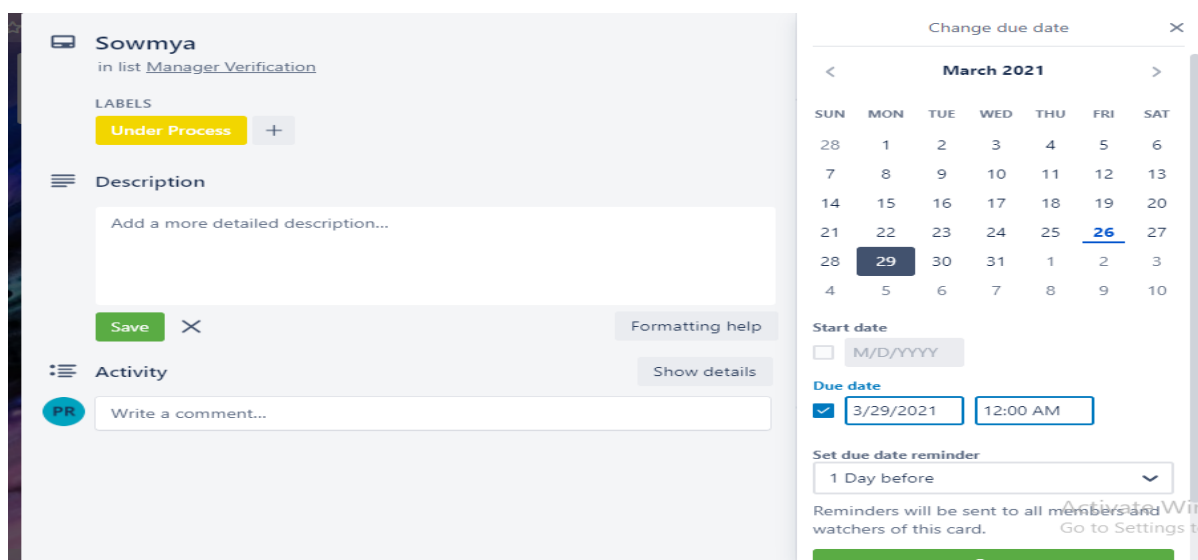 Sowmya
in list Manager Verification
LABELS
Under Process +
Description
Add a more detailed description...
Save
Formatting help
Activity
Show details
PR
Write a comment...
Change due date
March 2021
SUN MON TUE WED THU FRI SAT
28 1 2 3 4 5 6
7 8 9 10 11 12 13
14 15 16 17 18 19 20
21 22 23 24 25 26 27
28 29 30 31 1 2 3
4 5 6 7 8 9 10
Start date
M/D/YYYY
Due date
3/29/2021 12:00 AM
Set due date reminder
1 Day before
Reminders will be sent to all members and
watchers of this card.
Activate Wi
Go to Settings t